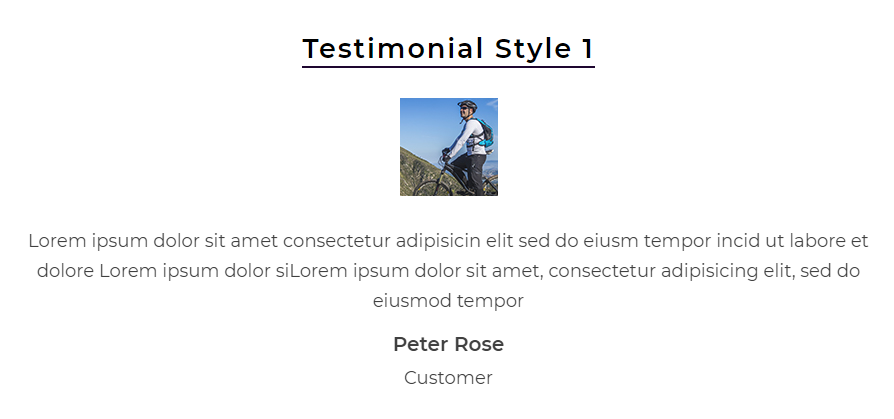 Testimonial Style 1
Lorem ipsum dolor sit amet consectetur adipisicin elit sed do eiusm tempor incid ut labore et
dolore Lorem ipsum dolor siLorem ipsum dolor sit amet, consectetur adipisicing elit, sed do
eiusmod tempor
Peter Rose
Customer